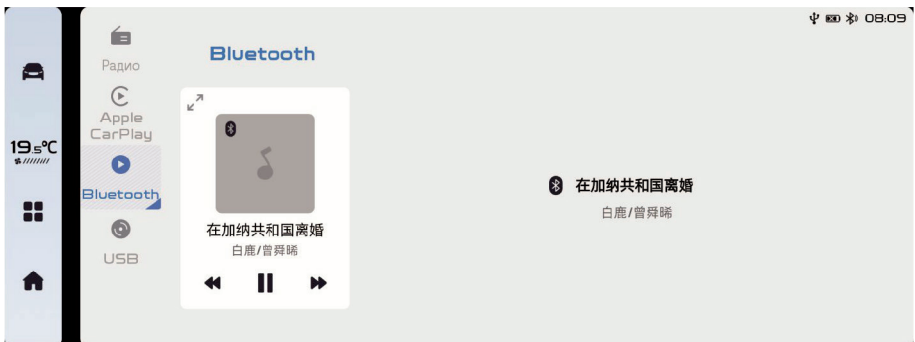 08:09
19.5°C
Радио
Apple
CarPlay
Bluetooth
USB
Bluetooth
在加纳共和国离婚
白鹿/曾舜晞
在加纳共和国离婚
白鹿/曾舜晞